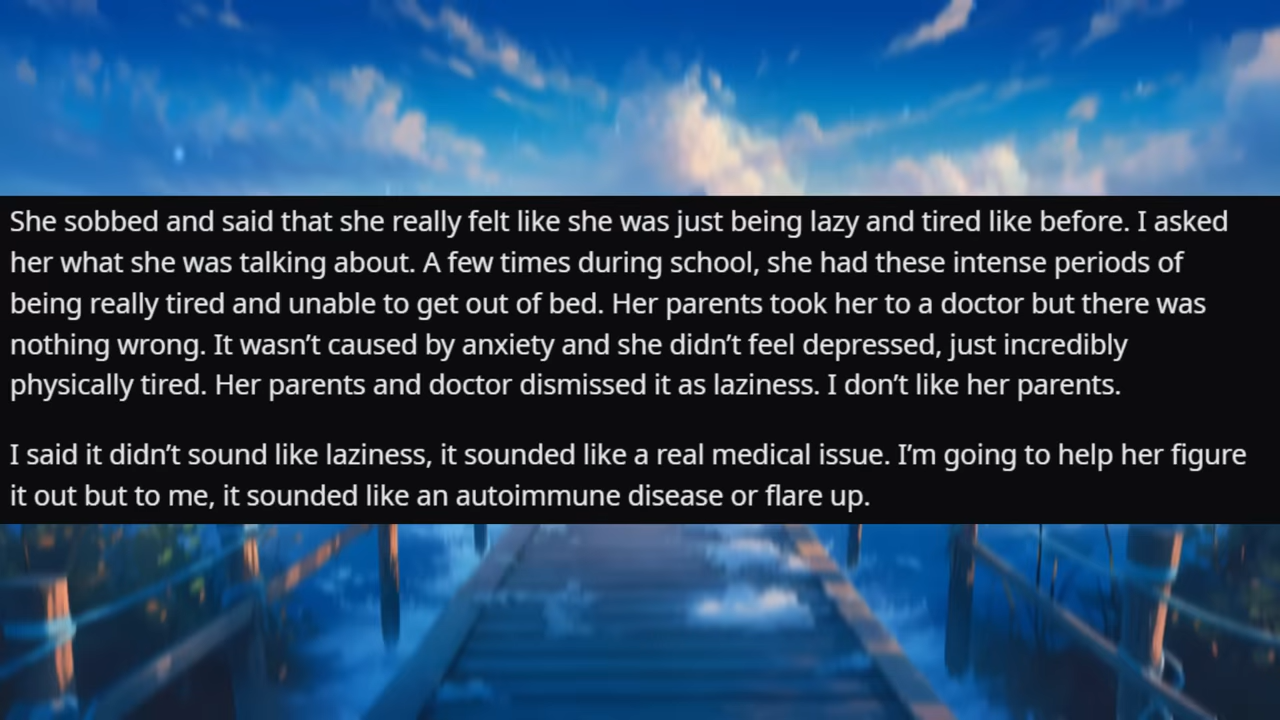 She sobbed and said that she really felt like she was just being lazy and tired like before. I asked
her what she was talking about. A few times during school, she had these intense periods of
being really tired and unable to get out of bed. Her parents took her to a doctor but there was
nothing wrong. It wasn’t caused by anxiety and she didn’t feel depressed, just incredibly
physically tired. Her parents and doctor dismissed it as laziness. I don’t like her parents.
I said it didn’t sound like laziness, it sounded like a real medical issue. I’m going to help her figure
it out but to me, it sounded like an autoimmune disease or flare up.